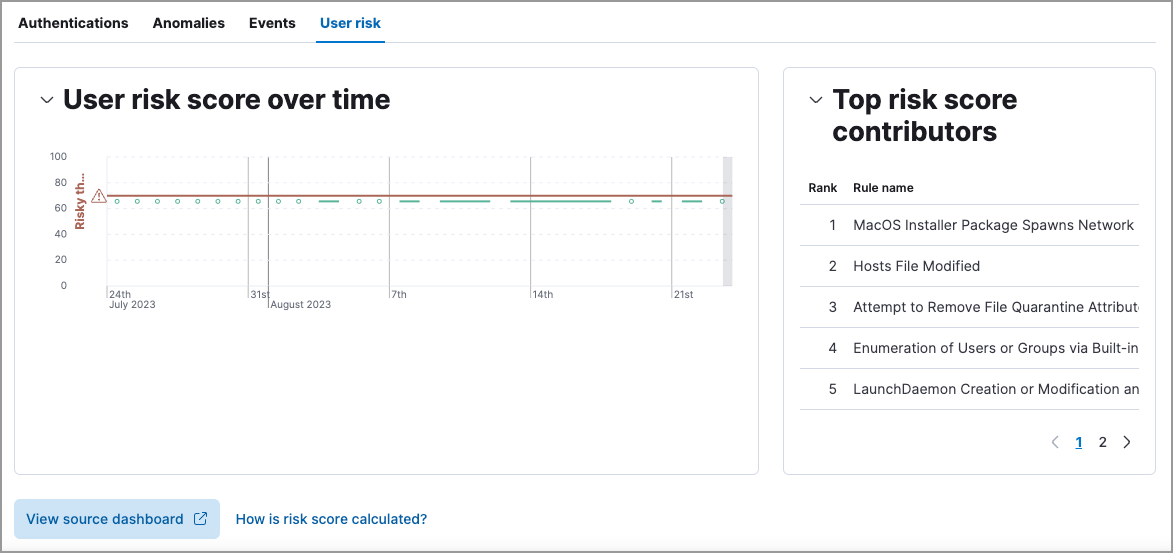 Authentications Anomalies Events User risk
User risk score over time
100
80
60
40
20
0
Risky th...
24th
July 2023
31st
August 2023
7th
14th
21st
Top risk score
contributors
Rank Rule name
1 MacOS Installer Package Spawns Network
2 Hosts File Modified
3 Attempt to Remove File Quarantine Attribut
4 Enumeration of Users or Groups via Built-in
5 LaunchDaemon Creation or Modification an
1 2
View source dashboard How is risk score calculated?